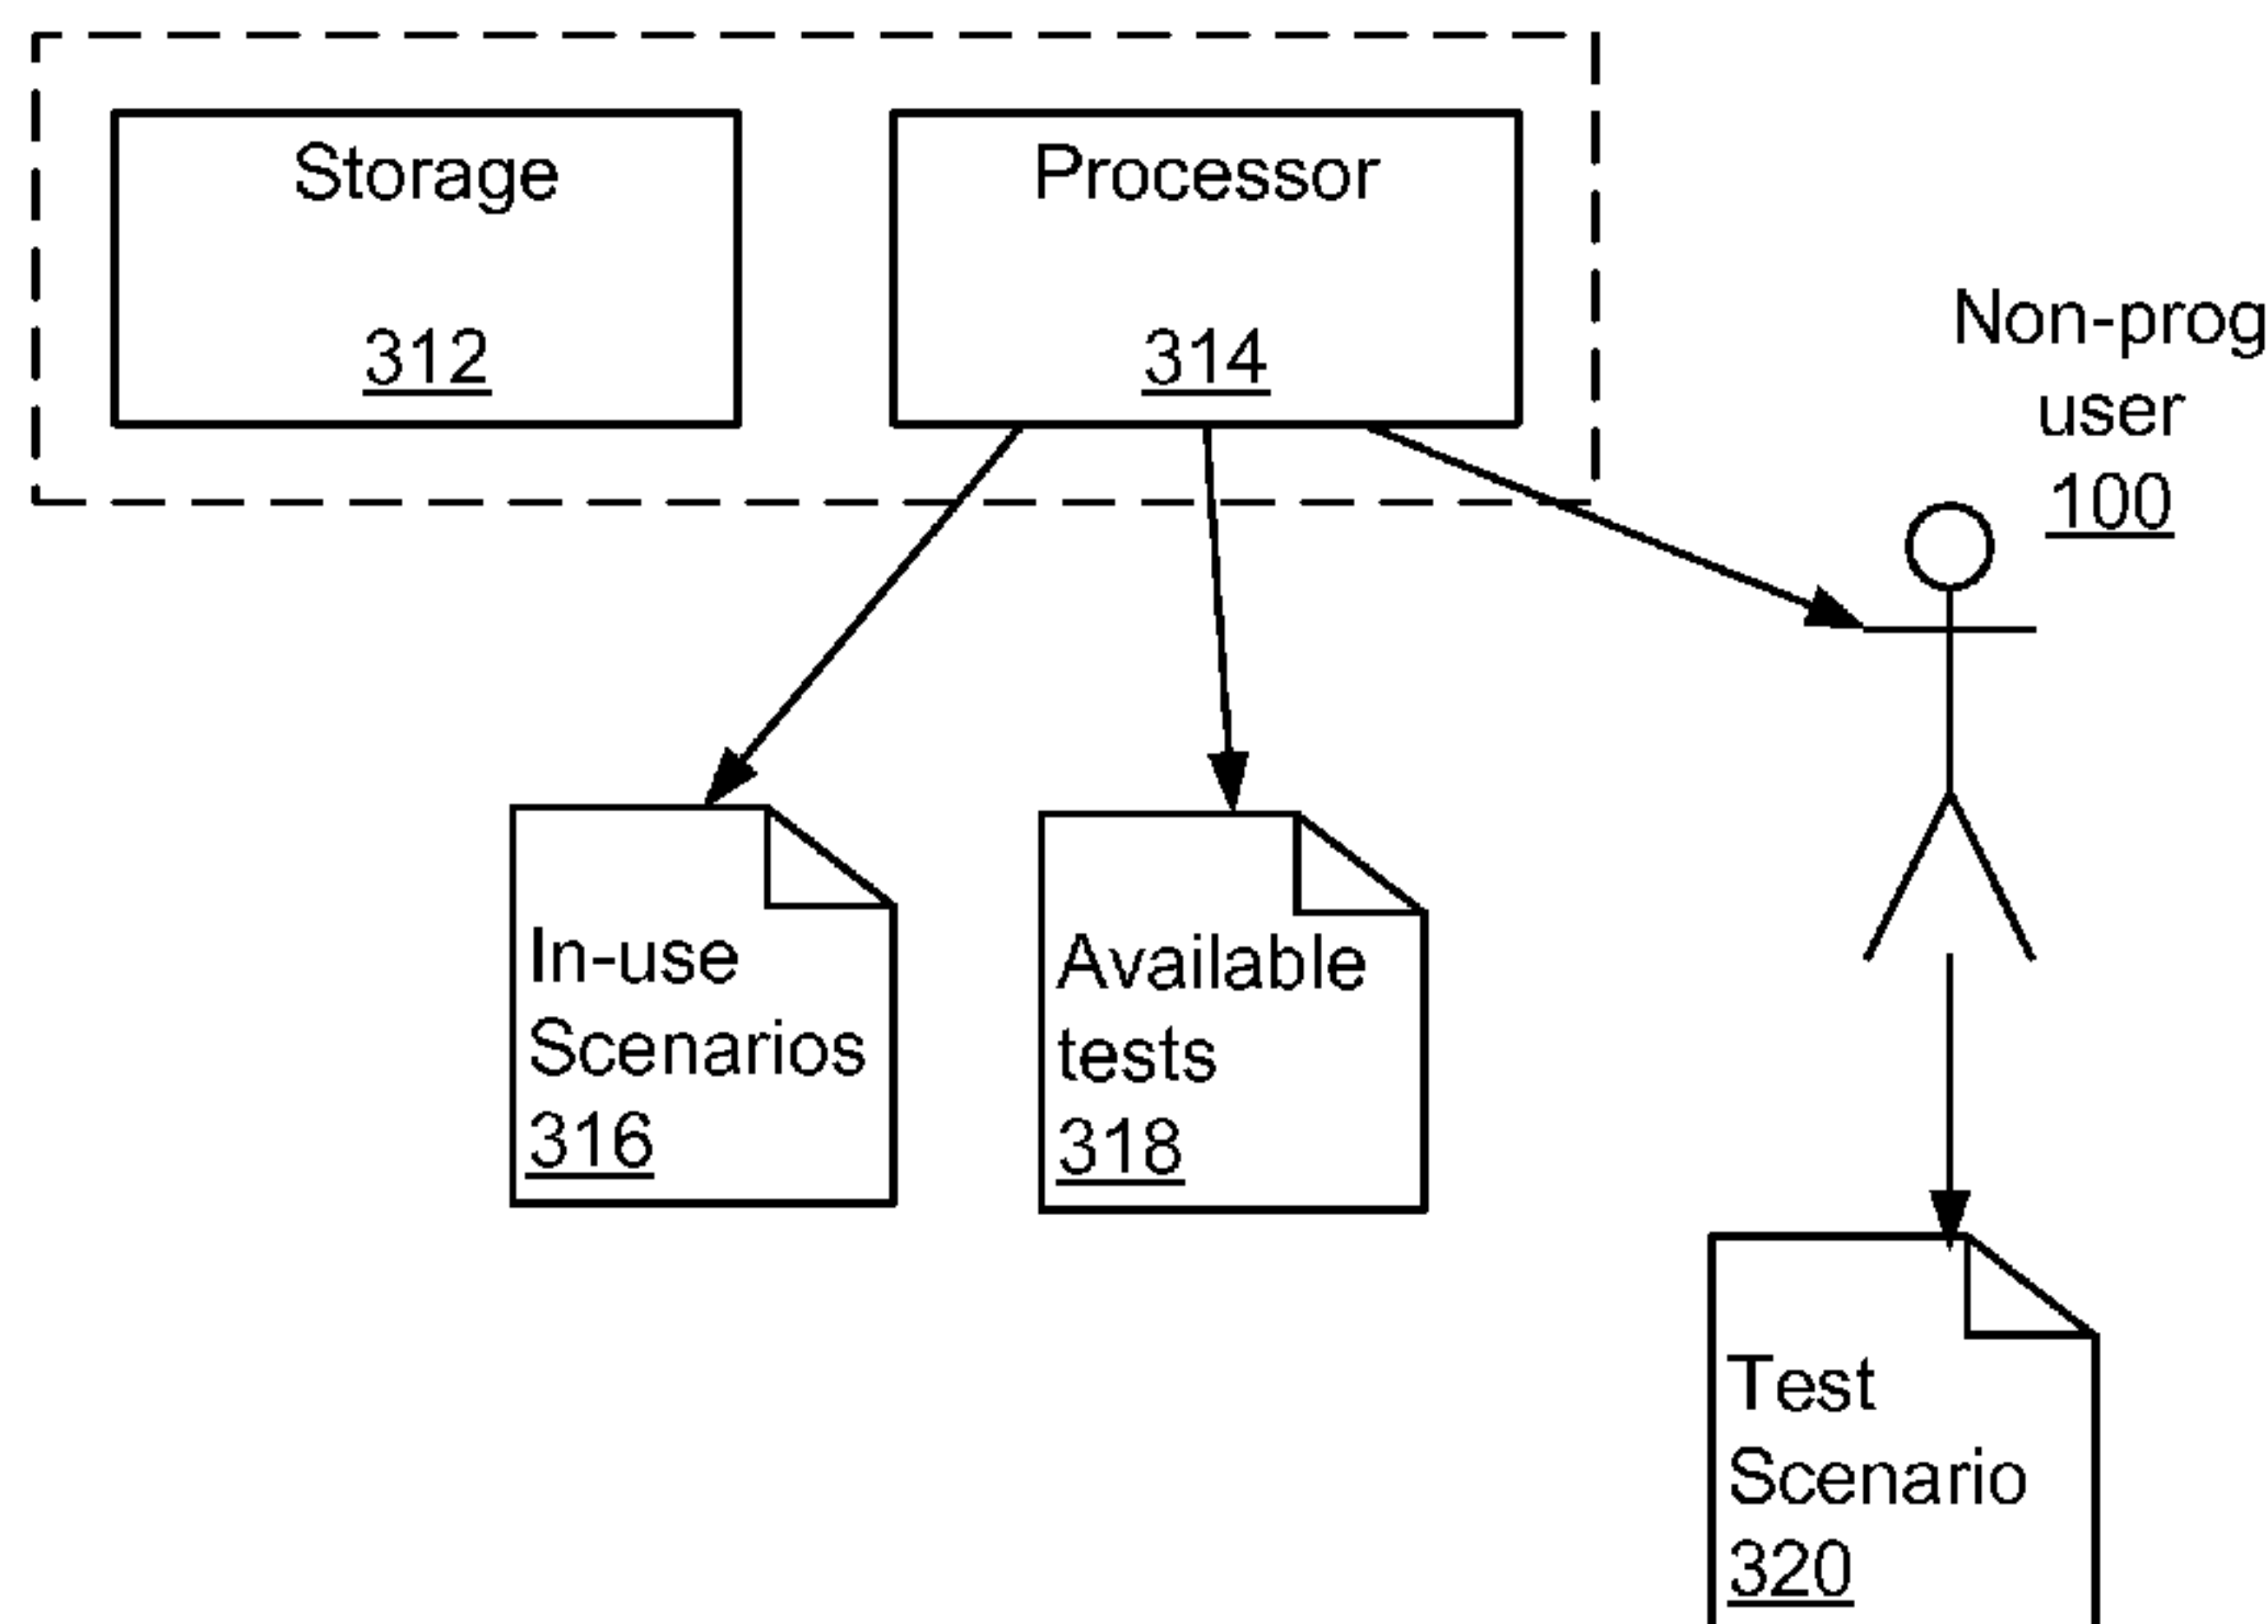 Storage
312
Processor
314
Non-prog
user
100
In-use
Scenarios
316
Available
tests
318
Test
Scenario
320